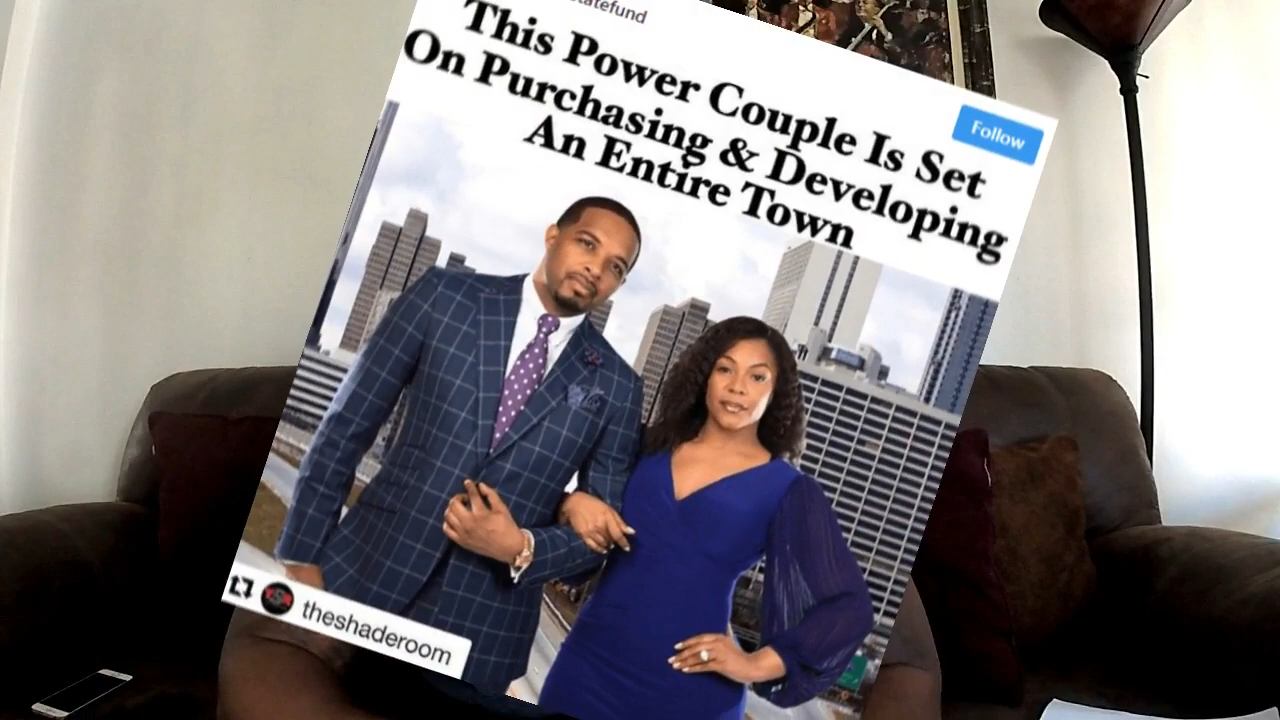 This Power Couple Is Set
Follow
On Purchasing & Developing
An Entire Town
theshaderoom